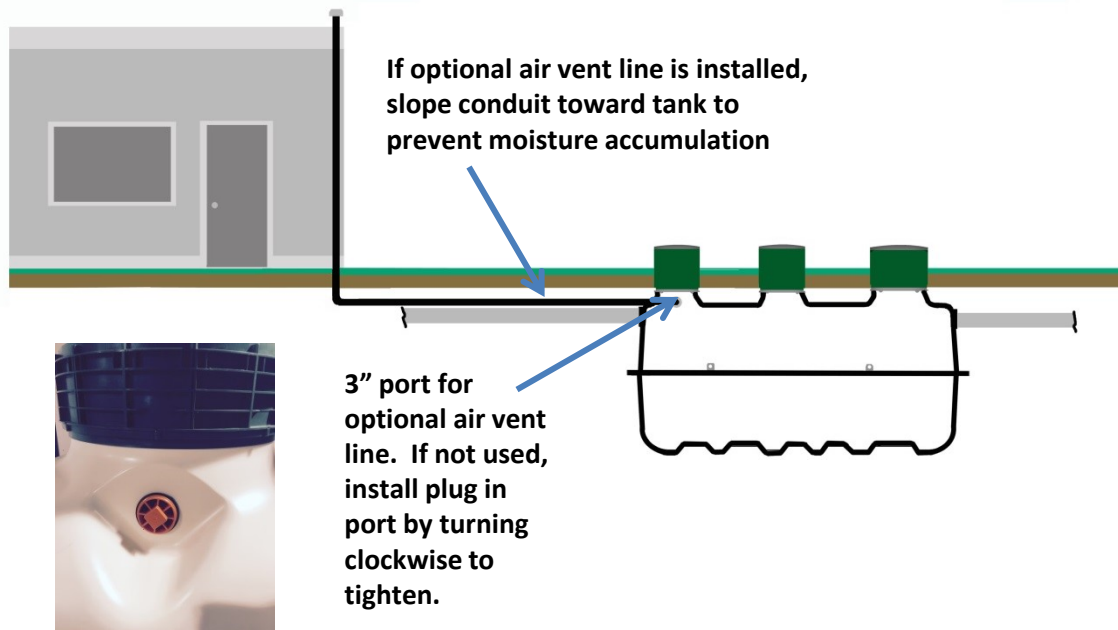 If optional air vent line is installed,
slope conduit toward tank to
prevent moisture accumulation
3” port for
optional air vent
line.  If not used,
install plug in
port by turning
clockwise to
tighten.